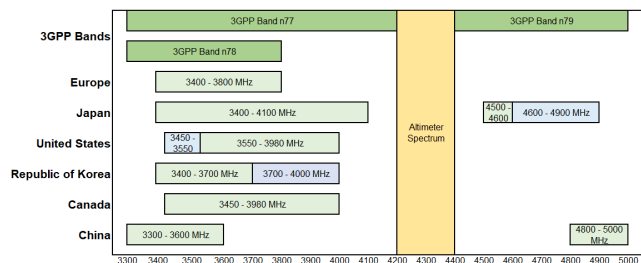 3GPP Bands
3GPP Band n77
3GPP Band n79
3GPP Band n78
Europe
3400 - 3800 MHz
Japan
3400 - 4100 MHz
4500 -
4600
4600 - 4900 MHz
Altimeter
Spectrum
United States
3450 -
3550
3550 - 3980 MHz
Republic of Korea
3400 - 3700 MHz
3700 - 4000 MHz
Canada
3450 - 3980 MHz
China
3300 - 3600 MHz
4800 - 5000
MHz
3300 3400 3500 3600 3700 3800 3900 4000 4100 4200 4300 4400 4500 4600 4700 4800 4900 5000